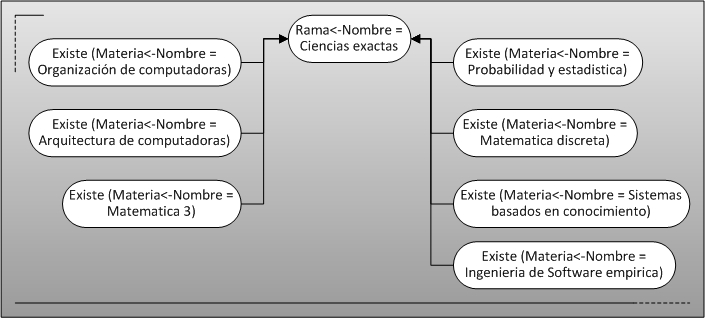 Rama<-Nombre =
Ciencias exactas
Existe (Materia<-Nombre =
Organización de computadoras)
Existe (Materia<-Nombre =
Arquitectura de computadoras)
Existe (Materia<-Nombre =
Matematica 3)
Existe (Materia<-Nombre =
Probabilidad y estadistica)
Existe (Materia<-Nombre =
Matematica discreta)
Existe (Materia<-Nombre = Sistemas
basados en conocimiento)
Existe (Materia<-Nombre =
Ingenieria de Software empirica)